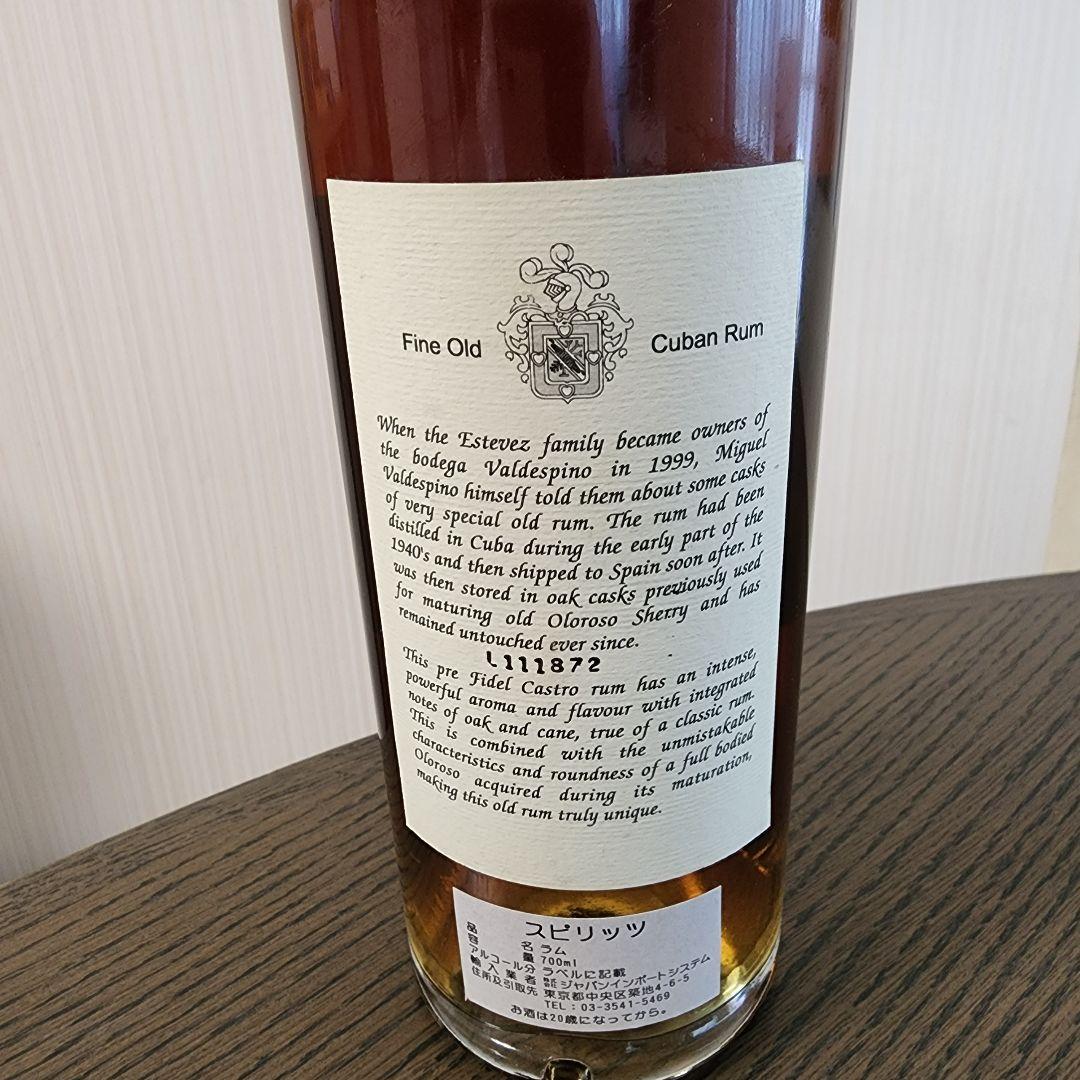 Fine Old
Cuban Rum
When the Estevez family became owners of
the bodega Valdespino in 1999, Miguel
Valdespino himself told them about some casks
of very special old rum. The rum had been
distilled in Cuba during the early part of the
1940's and then shipped to Spain soon after. It
was then stored in oak casks previously used
for maturing old Oloroso Sherry and has
remained untouched ever since.
L111872
This pre Fidel Castro rum has an intense,
powerful aroma and flavour with integrated
notes of oak and cane, true of a classic rum.
This is combined with the unmistakable
characteristics and roundness of a full bodied
Oloroso acquired during its maturation,
making this old rum truly unique.
スピリッツ
品名 ラム
容量 700ml
アルコール分 ラベルに記載
輸入業者 株式会社ジャパンインポートシステム
住所及引取先 東京都中央区築地4-6-5
TEL:03-3541-5469
お酒は20歳になってから。